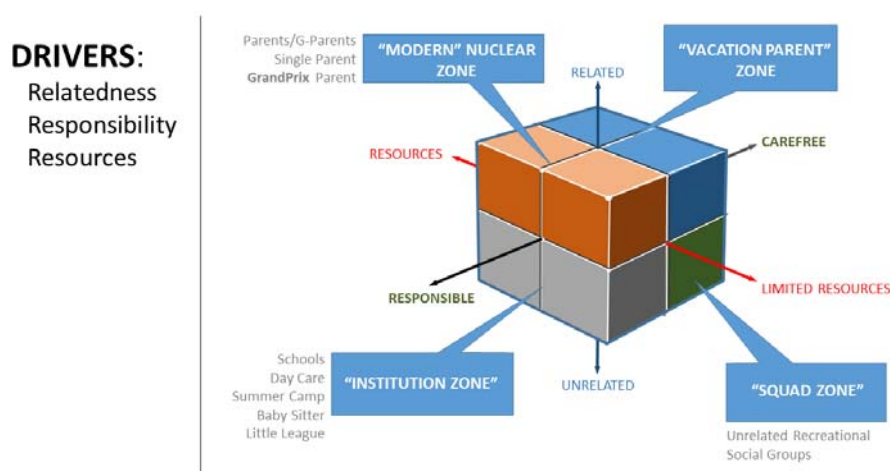 DRIVERS:
Relatedness
Responsibility
Resources
Parents/G-Parents
Single Parent
GrandPrix Parent
“MODERN” NUCLEAR
ZONE
“VACATION PARENT”
ZONE
RELATED
RESOURCES
CAREFREE
RESPONSIBLE
LIMITED RESOURCES
UNRELATED
Schools
Day Care
Summer Camp
Baby Sitter
Little League
“INSTITUTION ZONE”
“SQUAD ZONE”
Unrelated Recreational
Social Groups